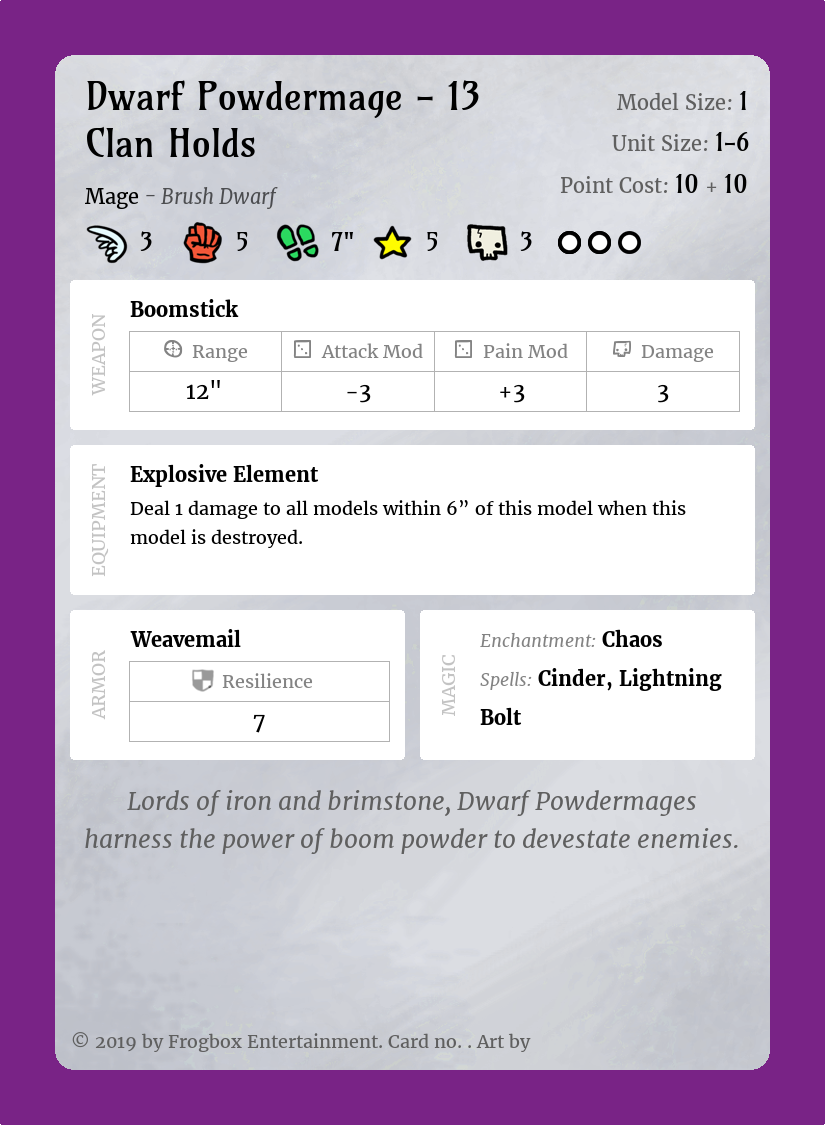 Dwarf Powdermage – 13
Clan Holds
Model Size: 1
Unit Size: 1–6
Point Cost: 10 + 10
Mage – Brush Dwarf
3 5 7" 5 3
WEAPON
Boomstick
Range Attack Mod Pain Mod Damage
12" -3 +3 3
EQUIPMENT
Explosive Element
Deal 1 damage to all models within 6” of this model when this
model is destroyed.
ARMOR
Weavemail
Resilience
7
MAGIC
Enchantment: Chaos
Spells: Cinder, Lightning
Bolt
Lords of iron and brimstone, Dwarf Powdermages
harness the power of boom powder to devestate enemies.
© 2019 by Frogbox Entertainment. Card no. . Art by